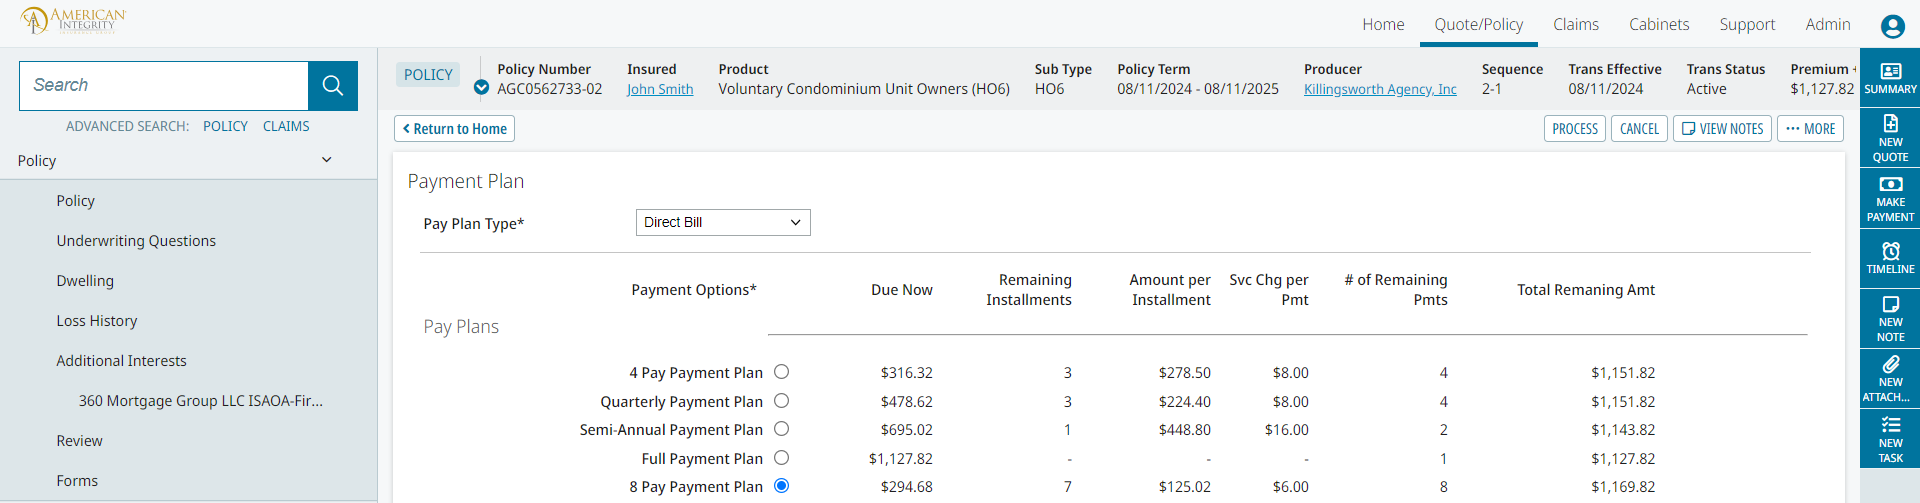 AMERICAN
INTEGRITY
Home Quote/Policy Claims Cabinets Support Admin
Search
ADVANCED SEARCH: POLICY CLAIMS
Policy
Policy
Underwriting Questions
Dwelling
Loss History
Additional Interests
360 Mortgage Group LLC ISAOA-Fir...
Review
Forms
POLICY
Policy Number Insured Product Sub Type Policy Term Producer Sequence Trans Effective Trans Status Premium +
AGC0562733-02 John Smith Voluntary Condominium Unit Owners (HO6) HO6 08/11/2024 - 08/11/2025 Killingsworth Agency, Inc 2-1 08/11/2024 Active $1,127.82
Return to Home PROCESS CANCEL VIEW NOTES MORE
Payment Plan
Pay Plan Type* Direct Bill
Payment Options* Due Now Remaining Installments Amount per Installment Svc Chg per Pmt # of Remaining Pmts Total Remaning Amt
Pay Plans
4 Pay Payment Plan $316.32 3 $278.50 $8.00 4 $1,151.82
Quarterly Payment Plan $478.62 3 $224.40 $8.00 4 $1,151.82
Semi-Annual Payment Plan $695.02 1 $448.80 $16.00 2 $1,143.82
Full Payment Plan $1,127.82 - - - 1 $1,127.82
8 Pay Payment Plan $294.68 7 $125.02 $6.00 8 $1,169.82
SUMMARY
NEW
QUOTE
MAKE
PAYMENT
TIMELINE
NEW
NOTE
NEW
ATTACH...
NEW
TASK